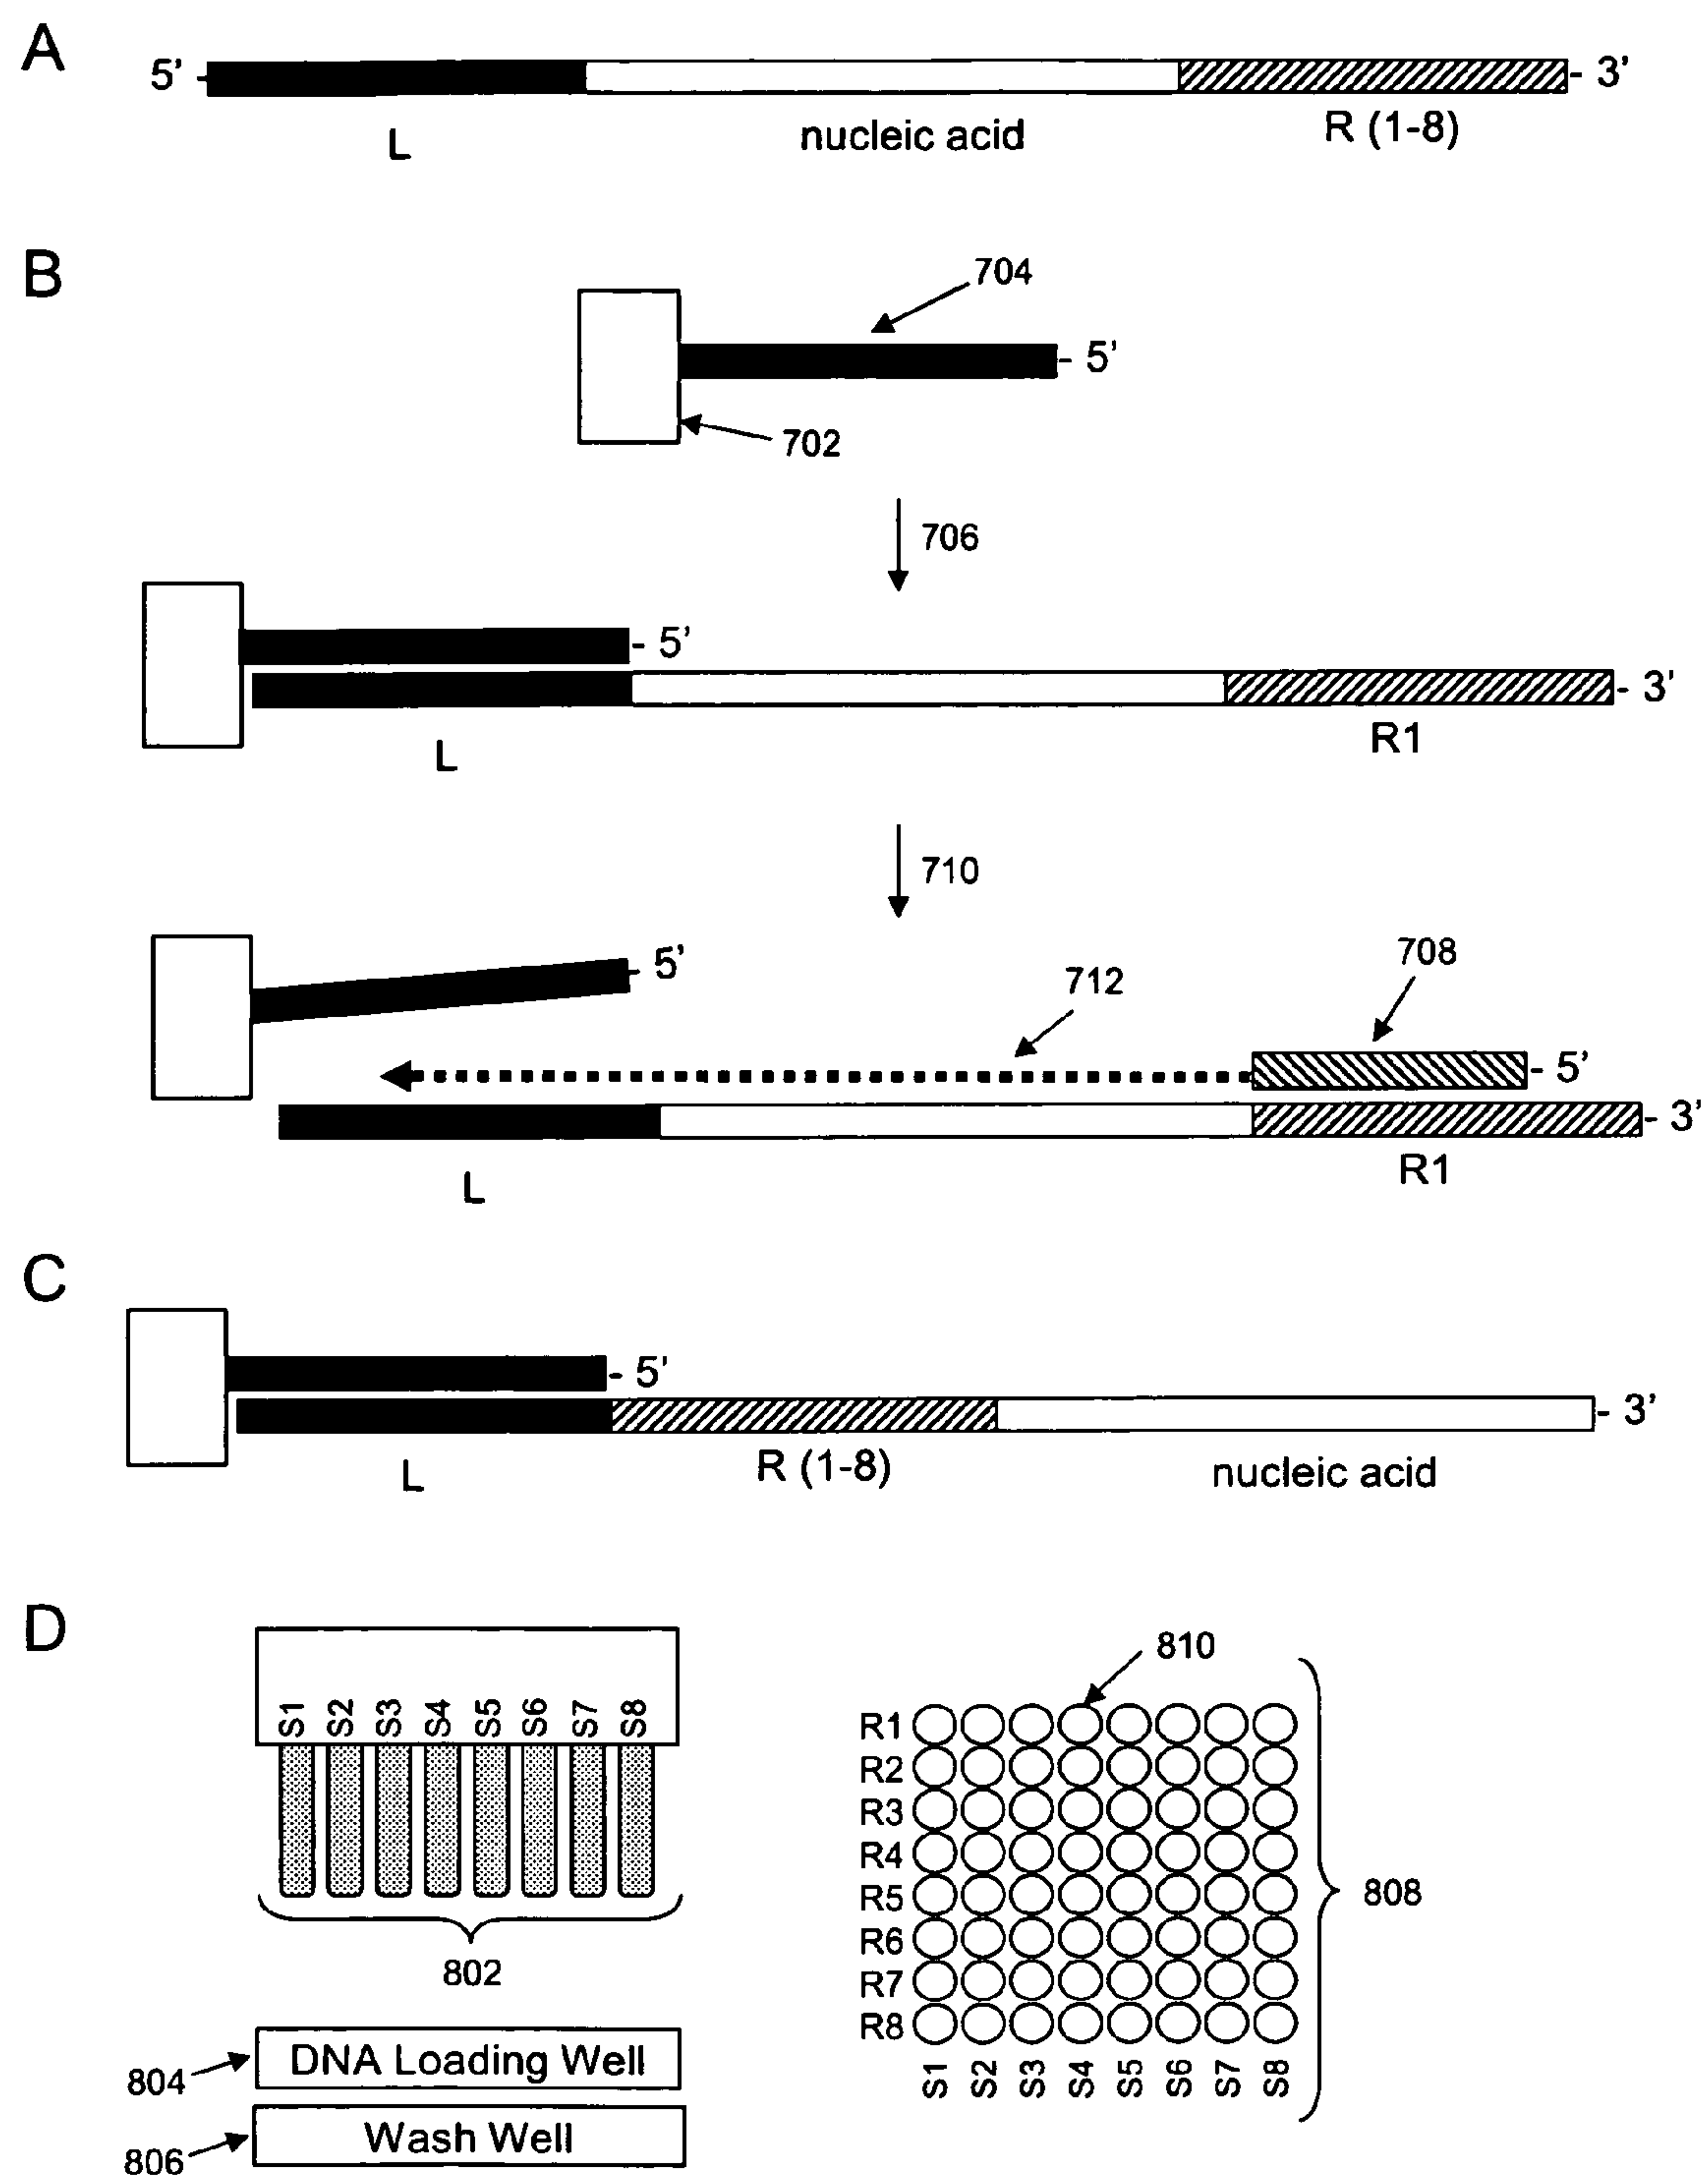 A
5' - - 3'
L nucleic acid R (1-8)
B
704
- 5'
702
706
- 5'
- 3'
L R1
710
5' 712 708
- 5'
- 3'
L R1
C
- 5'
- 3'
L R (1-8) nucleic acid
D
S1 S2 S3 S4 S5 S6 S7 S8
802
804 DNA Loading Well
806 Wash Well
810
R1
R2
R3
R4
R5
R6
R7
R8
S1 S2 S3 S4 S5 S6 S7 S8
808